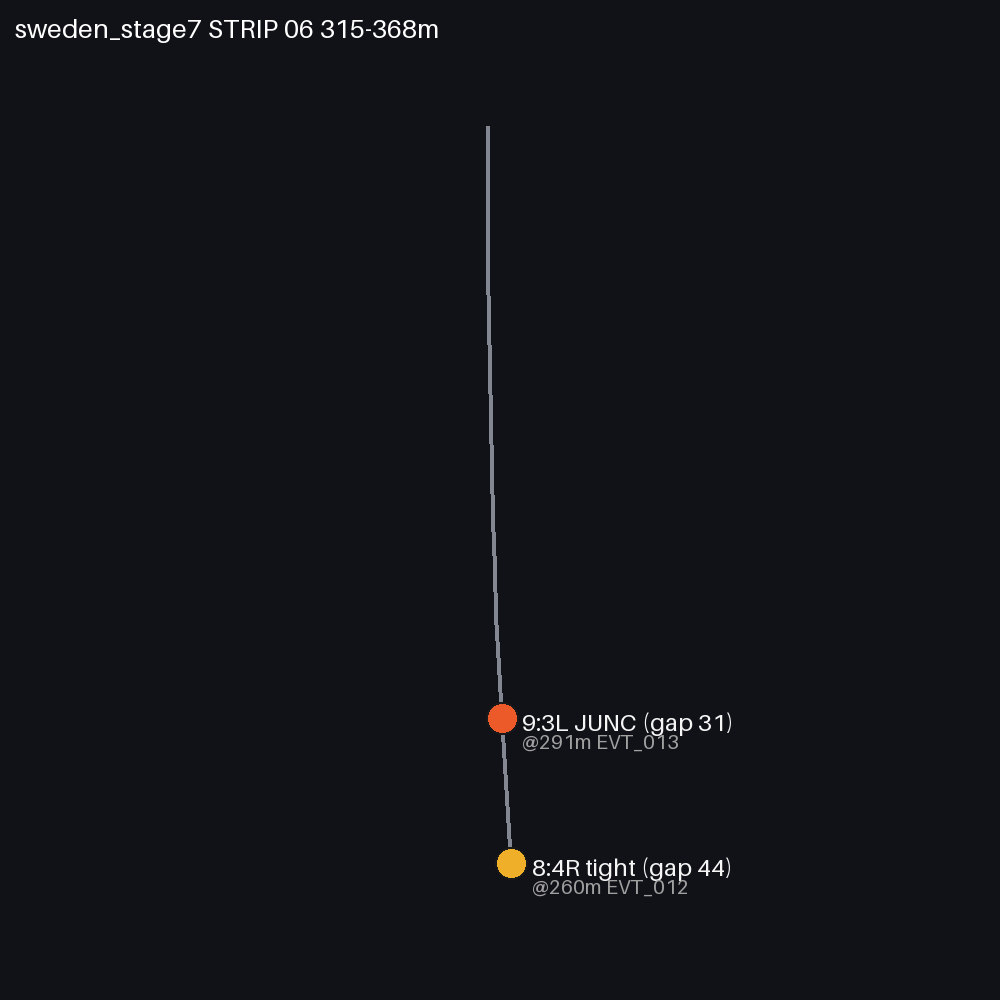 sweden_stage7 STRIP 06 315-368m
9:3L JUNC (gap 31)
@291m EVT_013
8:4R tight (gap 44)
@260m EVT_012